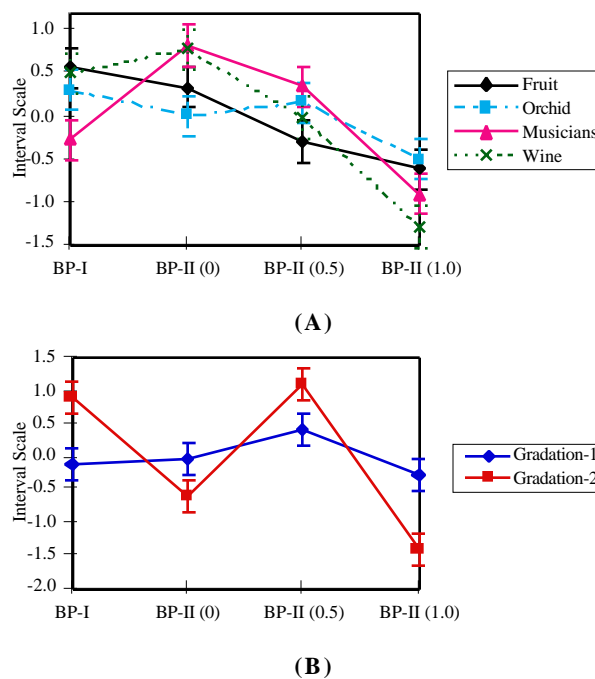 1.0
0.5
0.0
-0.5
-1.0
-1.5
Interval Scale
BP-I
BP-II (0)
BP-II (0.5)
BP-II (1.0)
Fruit
Orchid
Musicians
Wine
(A)
1.5
1.0
0.5
0.0
-0.5
-1.0
-1.5
-2.0
Interval Scale
BP-I
BP-II (0)
BP-II (0.5)
BP-II (1.0)
Gradation-1
Gradation-2
(B)